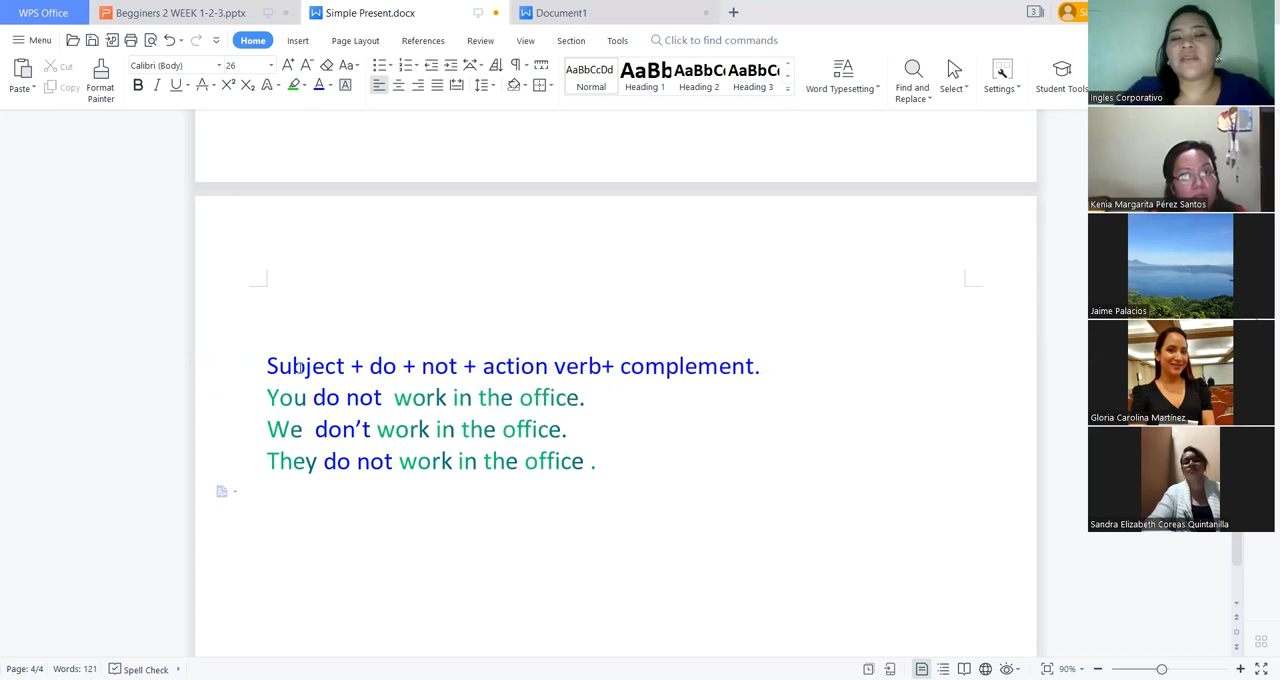 WPS Office
Begginers 2 WEEK 1-2-3.pptx
Simple Present.docx
Document1
3
Menu
Home
Insert
Page Layout
References
Review
View
Section
Tools
Click to find commands
Paste
Cut
Copy
Format Painter
Calibri (Body)
26
AaBbCcDd
Normal
Heading 1
Heading 2
Heading 3
Word Typesetting
Find and Replace
Select
Settings
Student Tools
Subject + do + not + action verb+ complement.
You do not  work in the office.
We  don’t work in the office.
They do not work in the office .
Ingles Corporativo
Kenia Margarita Pérez Santos
Jaime Palacios
Gloria Carolina Martínez
Sandra Elizabeth Coreas Quintanilla
Page: 4/4
Words: 121
Spell Check
90%